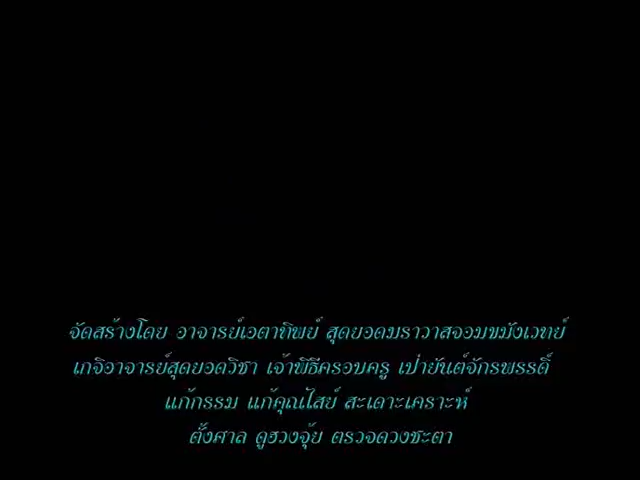 จัดสร้างโดย อาจารย์เอตาทิพย์ สุดยอดฆราวาสจอมขมังเวทย์
เกจิอาจารย์สุดยอดวิชา เจ้าพิธีครอบครู เป่ายันต์จักรพรรดิ์
แก้กรรม แก้คุณไสย์ สะเดาะเคราะห์
ตั้งศาล ดูฮวงจุ้ย ตรวจดวงชะตา